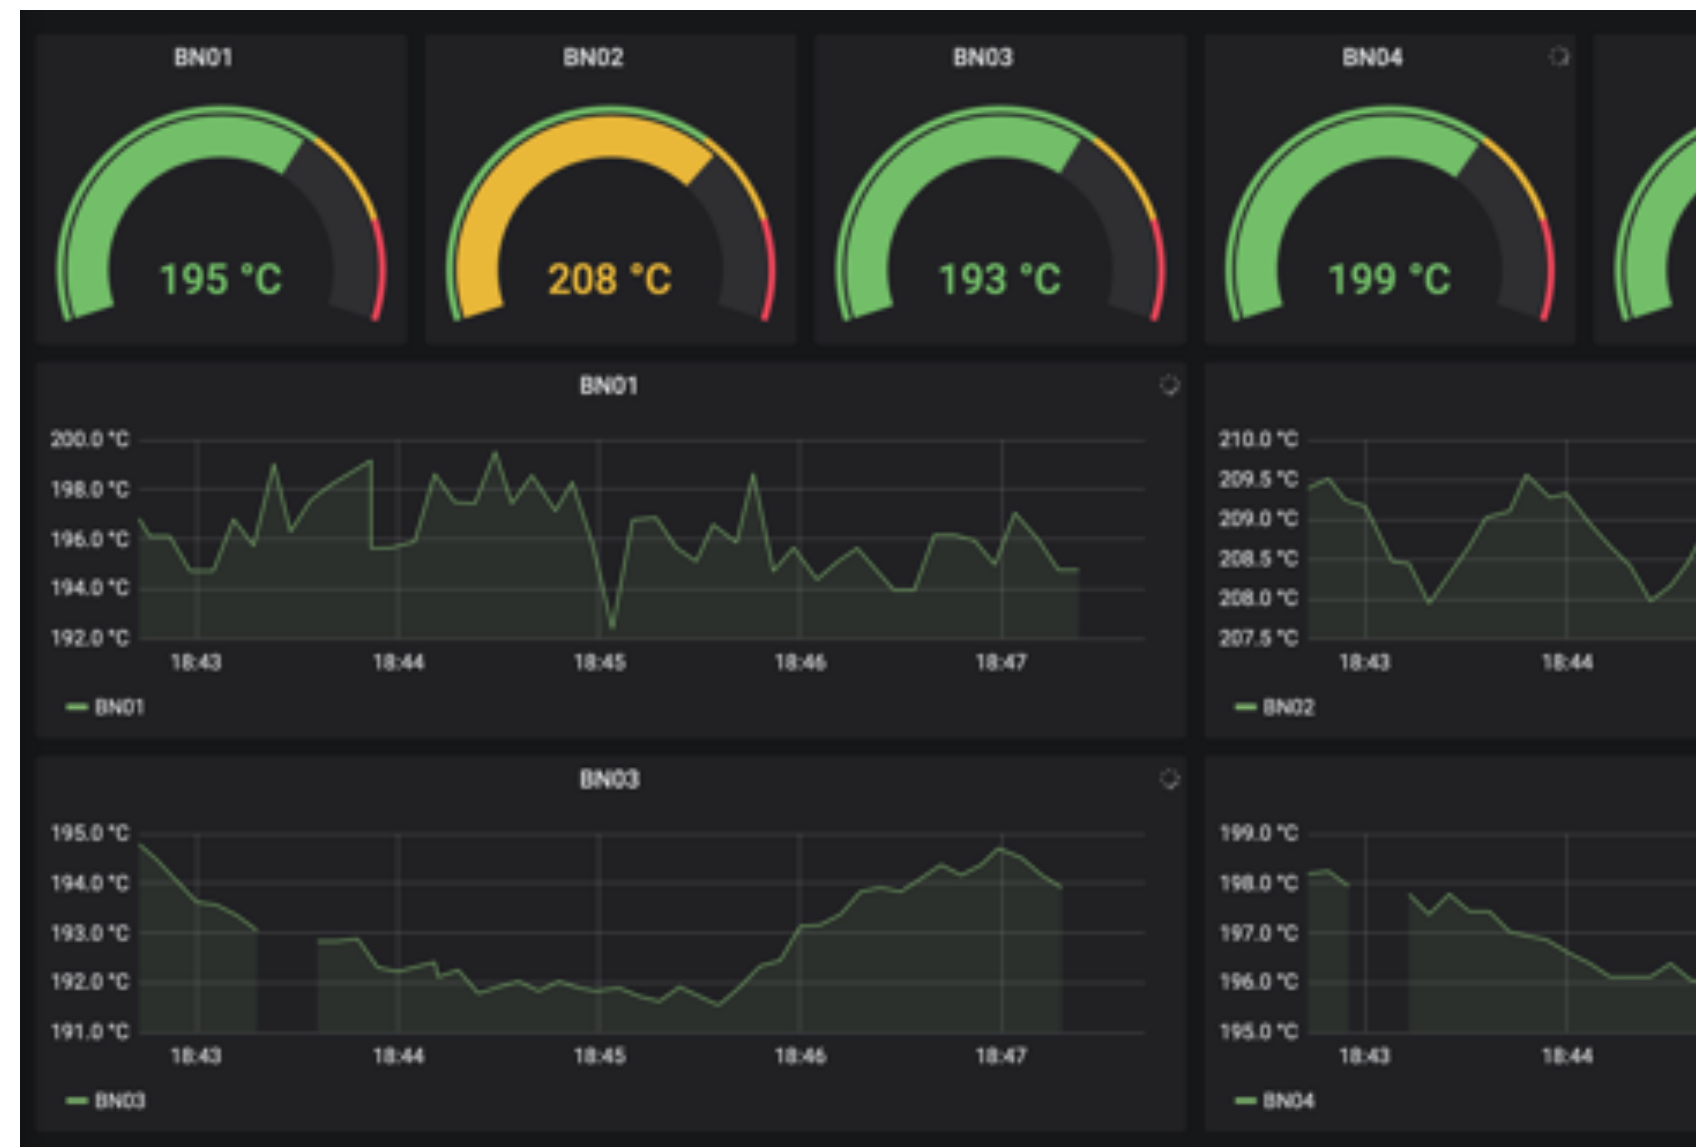 BN01 BN02 BN03 BN04
195 °C 208 °C 193 °C 199 °C
BN01
200.0 °C
198.0 °C
196.0 °C
194.0 °C
192.0 °C
18:43 18:44 18:45 18:46 18:47
BN01
210.0 °C
209.5 °C
209.0 °C
208.5 °C
208.0 °C
207.5 °C
18:43 18:44
BN02
BN03
195.0 °C
194.0 °C
193.0 °C
192.0 °C
191.0 °C
18:43 18:44 18:45 18:46 18:47
BN03
199.0 °C
198.0 °C
197.0 °C
196.0 °C
195.0 °C
18:43 18:44
BN04